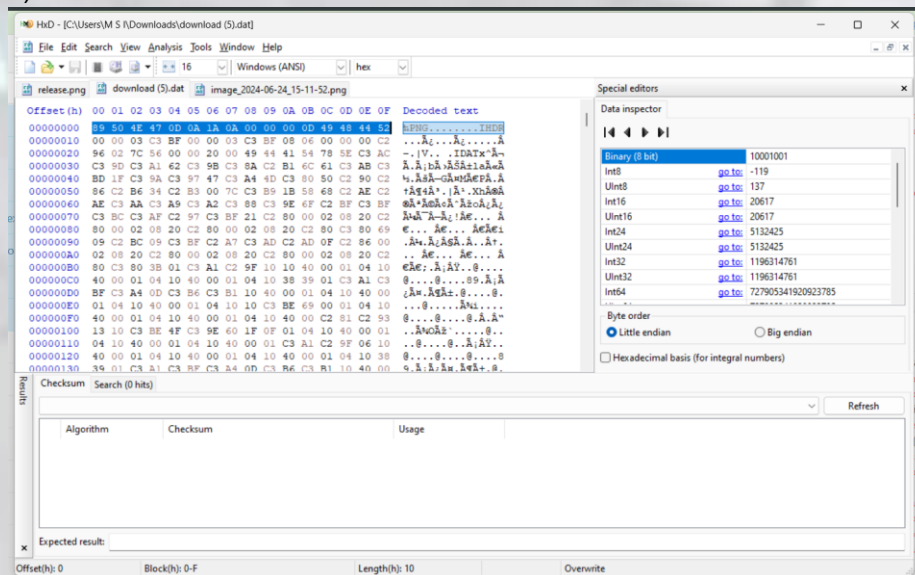 HxD - [C:\Users\M S I\Downloads\download (5).dat]
File Edit Search View Analysis Tools Window Help
16 Windows (ANSI) hex
release.png download (5).dat image_2024-06-24_15-11-52.png
Special editors
Data inspector
Offset(h) 00 01 02 03 04 05 06 07 08 09 0A 0B 0C 0D 0E 0F Decoded text
00000000 89 50 4E 47 0D 0A 1A 0A 00 00 00 0D 49 48 44 52 ‰PNG........IHDR
00000010 00 00 03 C3 BF 00 00 03 C3 BF 08 06 00 00 00 C2
00000020 96 02 7C 56 00 00 20 00 49 44 41 54 78 5E C3 AC
00000030 C3 9D C3 A1 62 C3 9B C3 8A C2 B1 6C 61 C3 AB C3
00000040 BD 1F C3 9A C3 97 47 C3 A4 4D C3 80 50 C2 90 C2
00000050 86 C2 B6 34 C2 B3 00 7C C3 B9 1B 58 68 C2 AE C2
00000060 AE C3 AA C3 A9 C3 A2 C3 88 C3 9E 6F C2 BF C3 BF
00000070 C3 BC C3 AF C2 97 C3 BF 21 C2 80 00 02 08 20 C2
00000080 80 00 02 08 20 C2 80 00 02 08 20 C2 80 C3 80 69
00000090 09 C2 BC 09 C3 BF C2 A7 C3 AD C2 AD 0F C2 86 00
000000A0 02 08 20 C2 80 00 02 08 20 C2 80 00 02 08 20 C2
000000B0 80 C3 80 3B 01 C3 A1 C2 9F 10 10 40 00 01 04 10
000000C0 40 00 01 04 10 40 00 01 04 10 38 39 01 C3 A1 C3
000000D0 BF C3 A4 0D C3 B6 C3 B1 10 40 00 01 04 10 40 00
000000E0 01 04 10 40 00 01 04 10 10 C3 BE 69 00 01 04 10
000000F0 40 00 01 04 10 40 00 01 04 10 40 00 C2 81 C2 93
00000100 13 10 C3 BE 4F C3 9E 60 1F 0F 01 04 10 40 00 01
00000110 04 10 40 00 01 04 10 40 00 01 C3 A1 C2 9F 06 10
00000120 40 00 01 04 10 40 00 01 04 10 40 00 01 04 10 38
00000130 39 01 C3 A1 C3 BF C3 A4 0D C3 B6 C3 B1 10 40 00
Binary (8 bit) 10001001
Int8 go to: -119
UInt8 go to: 137
Int16 go to: 20617
UInt16 go to: 20617
Int24 go to: 5132425
UInt24 go to: 5132425
Int32 go to: 1196314761
UInt32 go to: 1196314761
Int64 go to: 727905341920923785
Byte order
Little endian Big endian
Hexadecimal basis (for integral numbers)
Results
Checksum Search (0 hits)
Refresh
Algorithm Checksum Usage
Expected result:
Offset(h): 0 Block(h): 0-F Length(h): 10 Overwrite